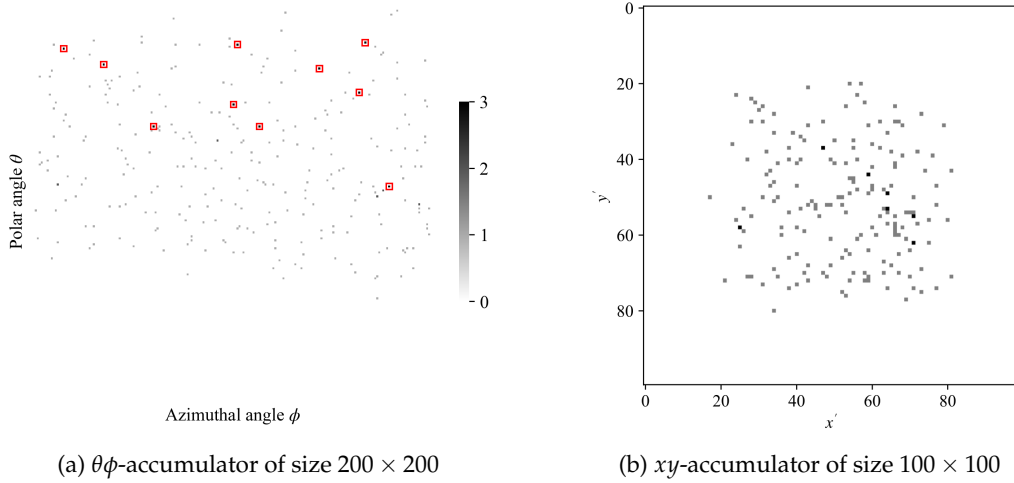 Polar angle θ
3
2
1
0
Azimuthal angle ϕ
(a) θϕ-accumulator of size 200 × 200
0
20
40
60
80
y′
0
20
40
60
80
x′
(b) xy-accumulator of size 100 × 100